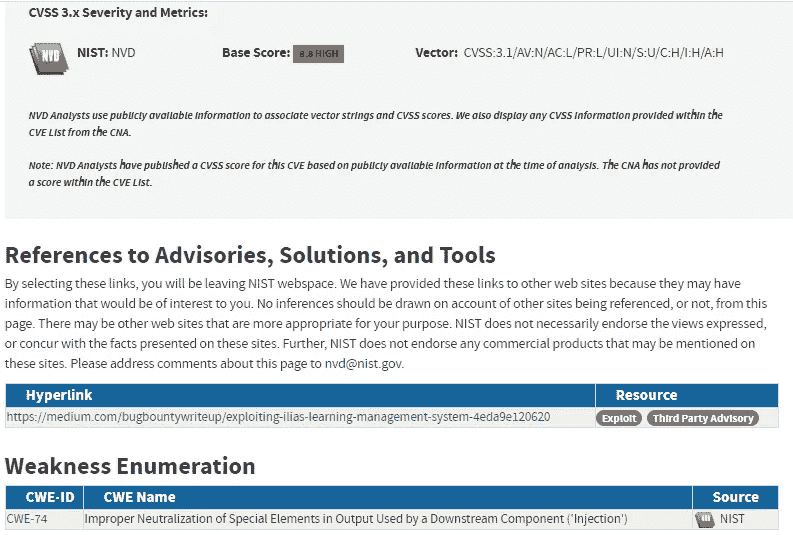 CVSS 3.x Severity and Metrics:
NVD NIST: NVD Base Score: 8.8 HIGH Vector: CVSS:3.1/AV:N/AC:L/PR:L/UI:N/S:U/C:H/I:H/A:H
NVD Analysts use publicly available information to associate vector strings and CVSS scores. We also display any CVSS information provided within the
CVE List from the CNA.
Note: NVD Analysts have published a CVSS score for this CVE based on publicly available information at the time of analysis. The CNA has not provided
a score within the CVE List.
References to Advisories, Solutions, and Tools
By selecting these links, you will be leaving NIST webspace. We have provided these links to other web sites because they may have
information that would be of interest to you. No inferences should be drawn on account of other sites being referenced, or not, from this
page. There may be other web sites that are more appropriate for your purpose. NIST does not necessarily endorse the views expressed,
or concur with the facts presented on these sites. Further, NIST does not endorse any commercial products that may be mentioned on
these sites. Please address comments about this page to nvd@nist.gov.
Hyperlink Resource
https://medium.com/bugbountywriteup/exploiting-ilias-learning-management-system-4eda9e120620 Exploit Third Party Advisory
Weakness Enumeration
CWE-ID CWE Name Source
CWE-74 Improper Neutralization of Special Elements in Output Used by a Downstream Component ('Injection') NIST